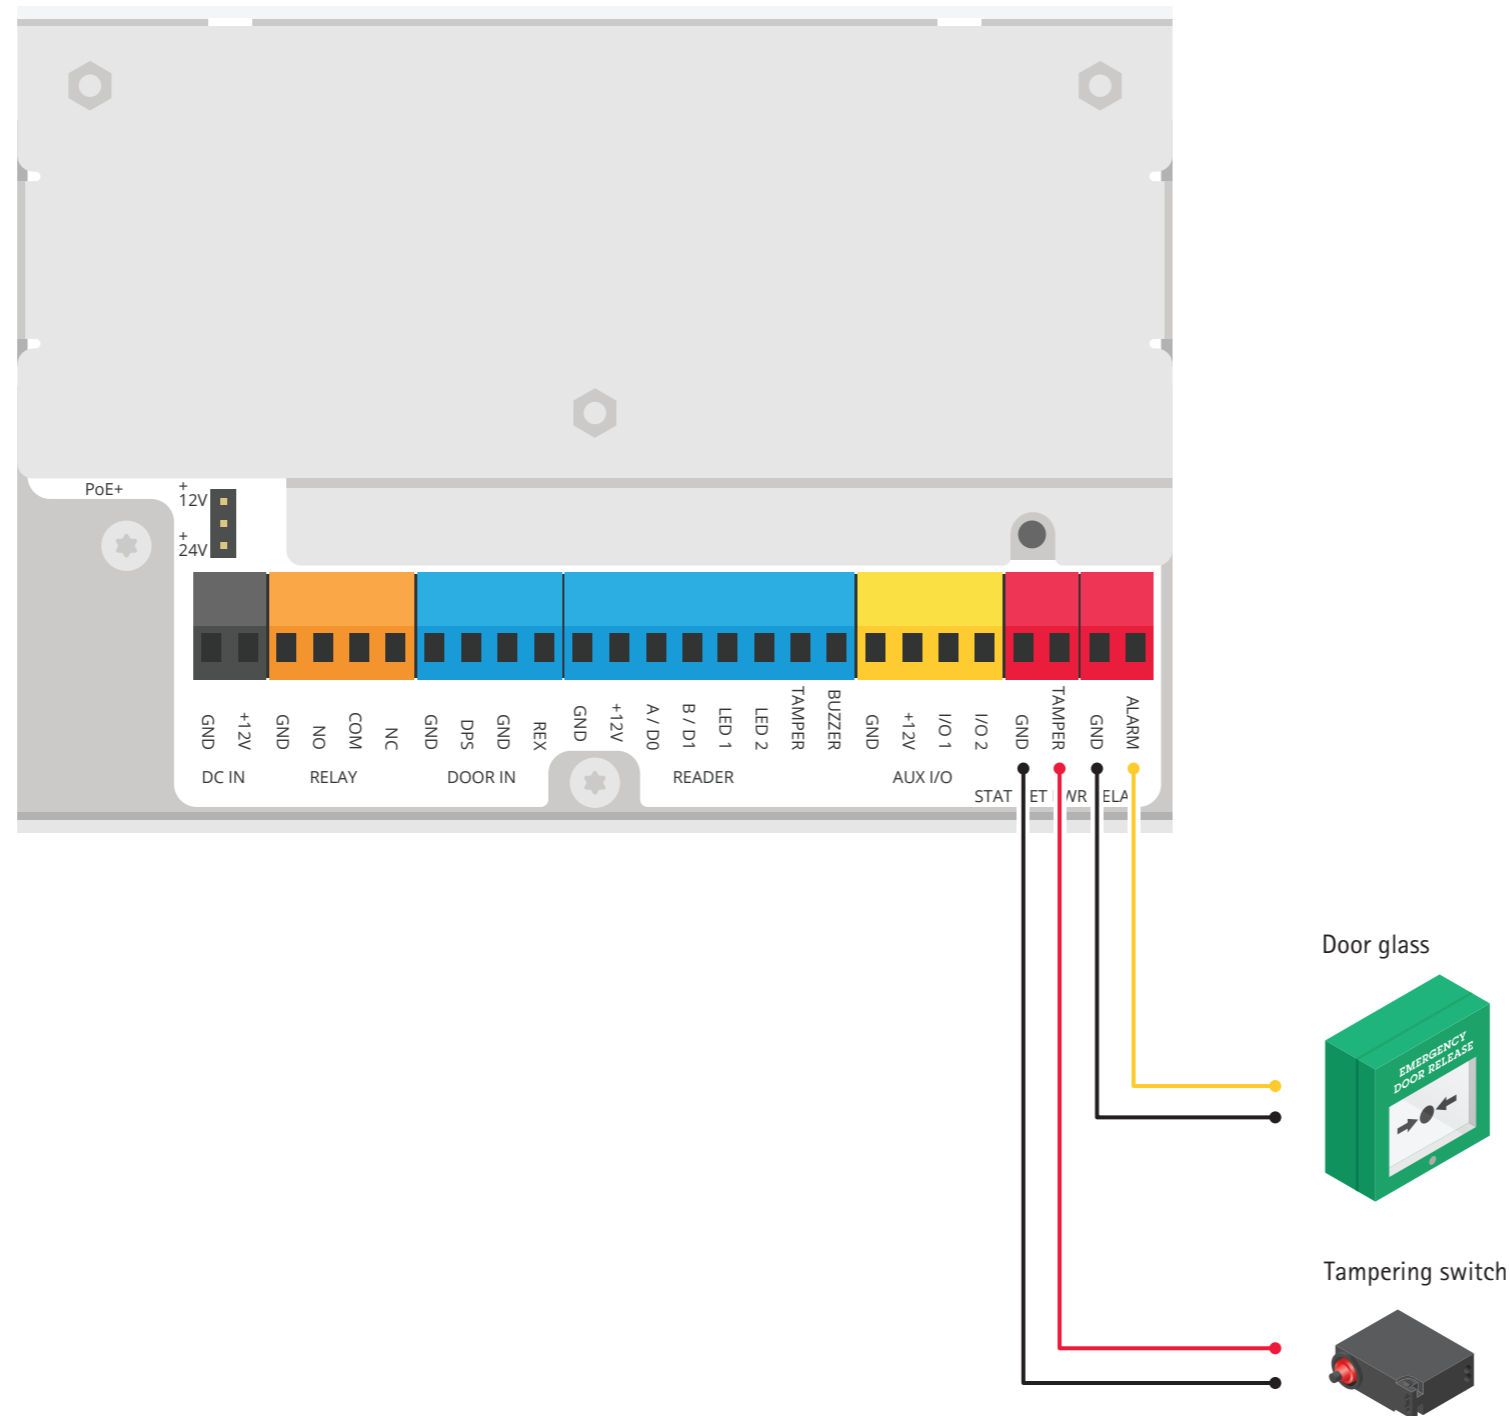 PoE+
+
12V
+
24V
GND
+12V
GND
NO
COM
NC
GND
DPS
GND
REX
GND
+12V
A / D0
B / D1
LED 1
LED 2
TAMPER
BUZZER
GND
+12V
I/O 1
I/O 2
GND
TAMPER
GND
ALARM
DC IN
RELAY
DOOR IN
READER
AUX I/O
STAT
Door glass
EMERGENCY
DOOR RELEASE
Tampering switch